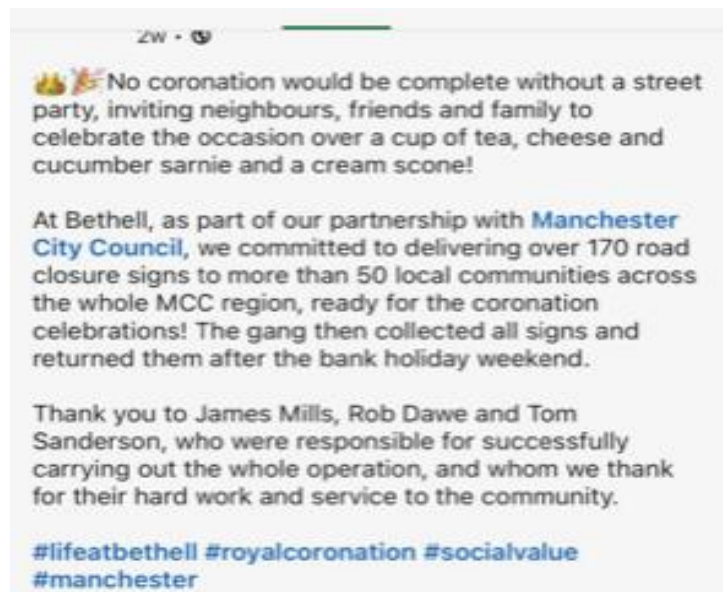 2w •
No coronation would be complete without a street
party, inviting neighbours, friends and family to
celebrate the occasion over a cup of tea, cheese and
cucumber sarnie and a cream scone!
At Bethell, as part of our partnership with Manchester
City Council, we committed to delivering over 170 road
closure signs to more than 50 local communities across
the whole MCC region, ready for the coronation
celebrations! The gang then collected all signs and
returned them after the bank holiday weekend.
Thank you to James Mills, Rob Dawe and Tom
Sanderson, who were responsible for successfully
carrying out the whole operation, and whom we thank
for their hard work and service to the community.
#lifeatbethell #royalcoronation #socialvalue
#manchester